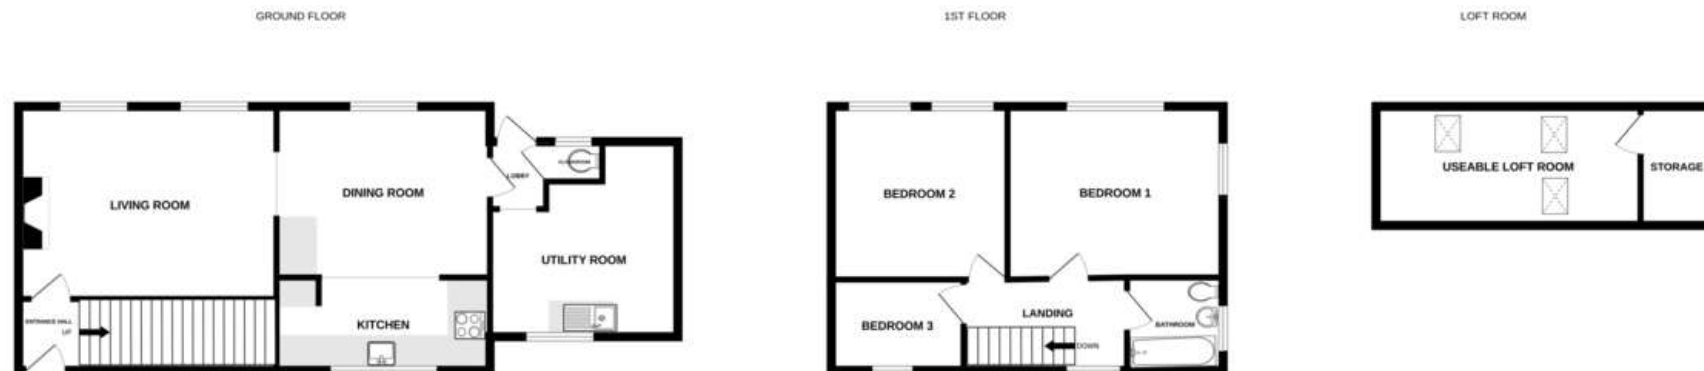 GROUND FLOOR
1ST FLOOR
LOFT ROOM
LIVING ROOM
DINING ROOM
LOBBY
CLOAKROOM
UTILITY ROOM
ENTRANCE HALL
UP
KITCHEN
BEDROOM 2
BEDROOM 1
BEDROOM 3
LANDING
DOWN
BATHROOM
USEABLE LOFT ROOM
STORAGE